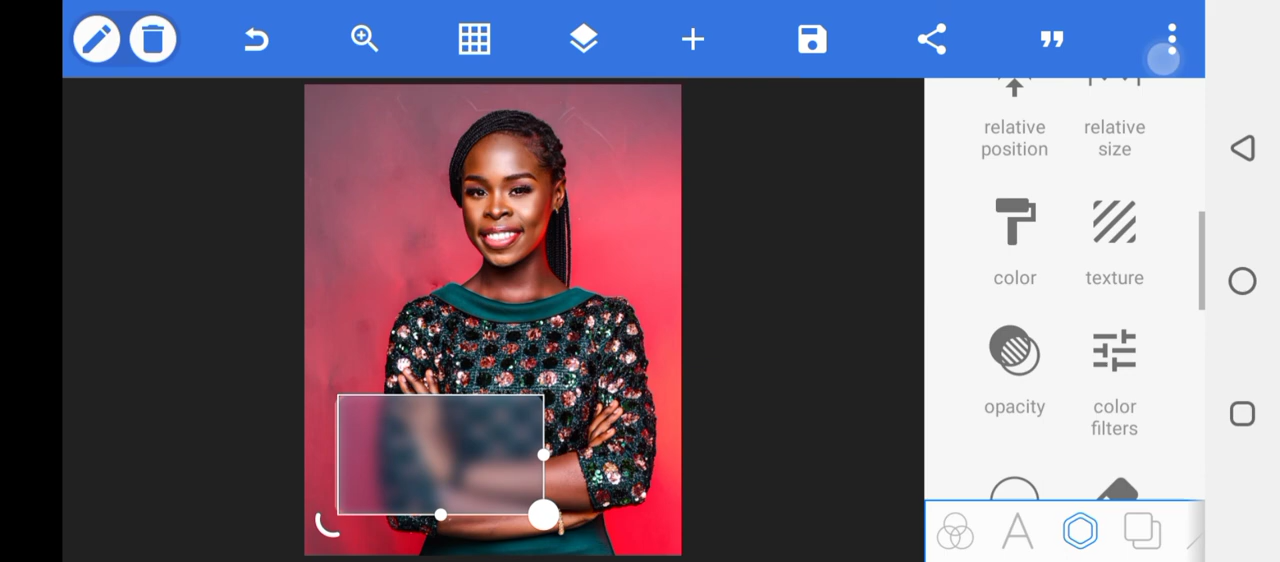 relative
position
relative
size
color
texture
opacity
color
filters